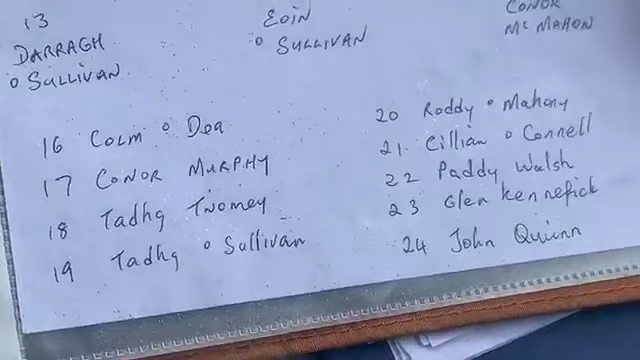 13
DARRAGH
O SULLIVAN
EOIN
O SULLIVAN
CONOR
MC MAHON
16 COLM O Dea
17 CONOR MURPHY
18 Tadhg Twomey
19 Tadhg O Sullivan
20 Roddy O Mahony
21. Cillian O Connell
22 Paddy Walsh
23 Glen Kennefick
24 John Quinn